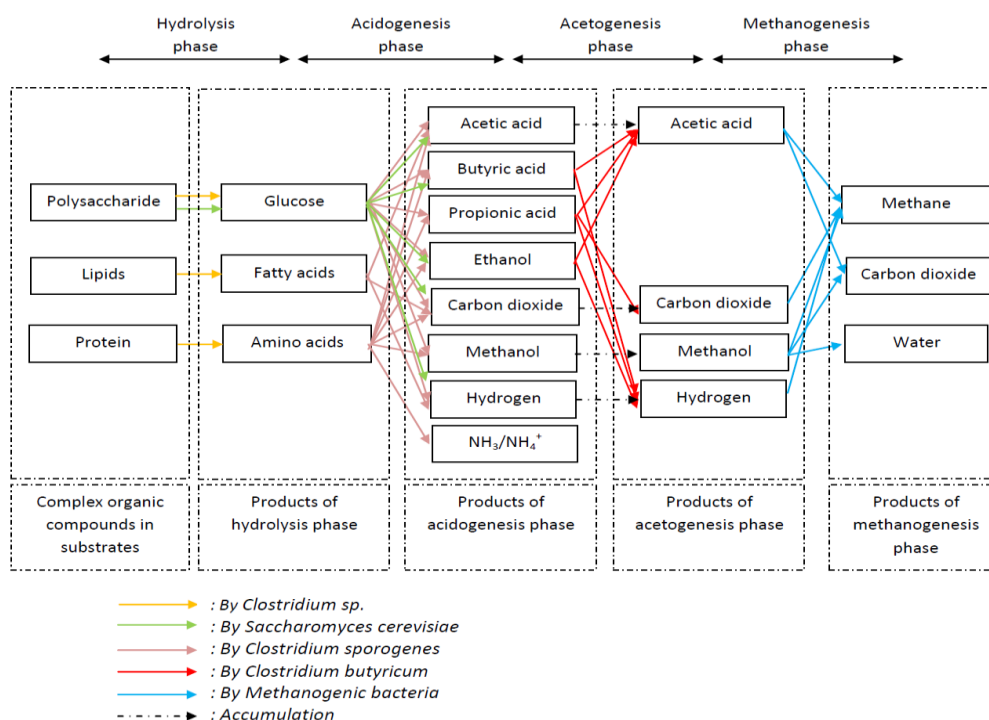 Hydrolysis
phase
Acidogenesis
phase
Acetogenesis
phase
Methanogenesis
phase
Polysaccharide
Lipids
Protein
Complex organic
compounds in
substrates
Glucose
Fatty acids
Amino acids
Products of
hydrolysis phase
Acetic acid
Butyric acid
Propionic acid
Ethanol
Carbon dioxide
Methanol
Hydrogen
NH₃/NH₄⁺
Products of
acidogenesis phase
Acetic acid
Carbon dioxide
Methanol
Hydrogen
Products of
acetogenesis phase
Methane
Carbon dioxide
Water
Products of
methanogenesis
phase
: By Clostridium sp.
: By Saccharomyces cerevisiae
: By Clostridium sporogenes
: By Clostridium butyricum
: By Methanogenic bacteria
: Accumulation